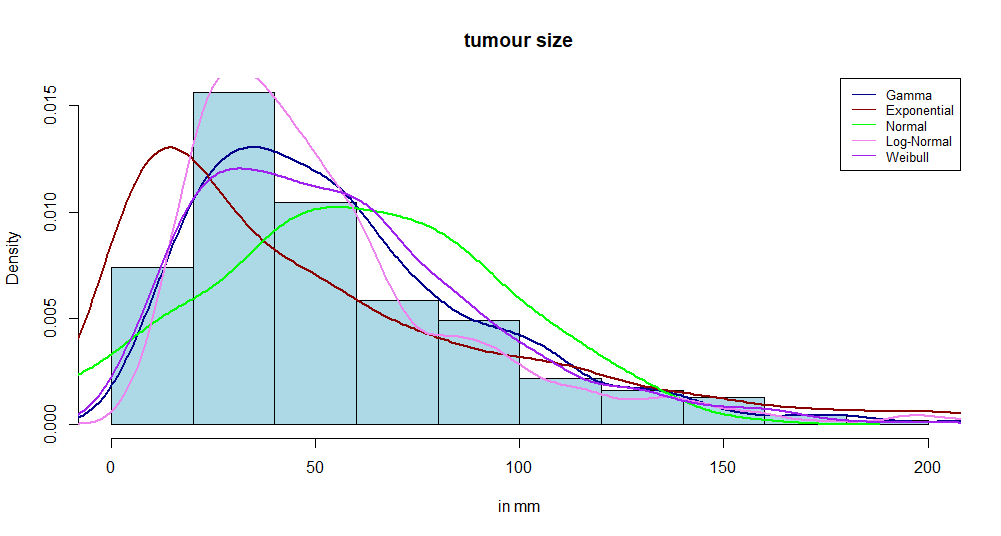 tumour size
Density
0.015
0.010
0.005
0.000
Gamma
Exponential
Normal
Log-Normal
Weibull
0
50
100
150
200
in mm